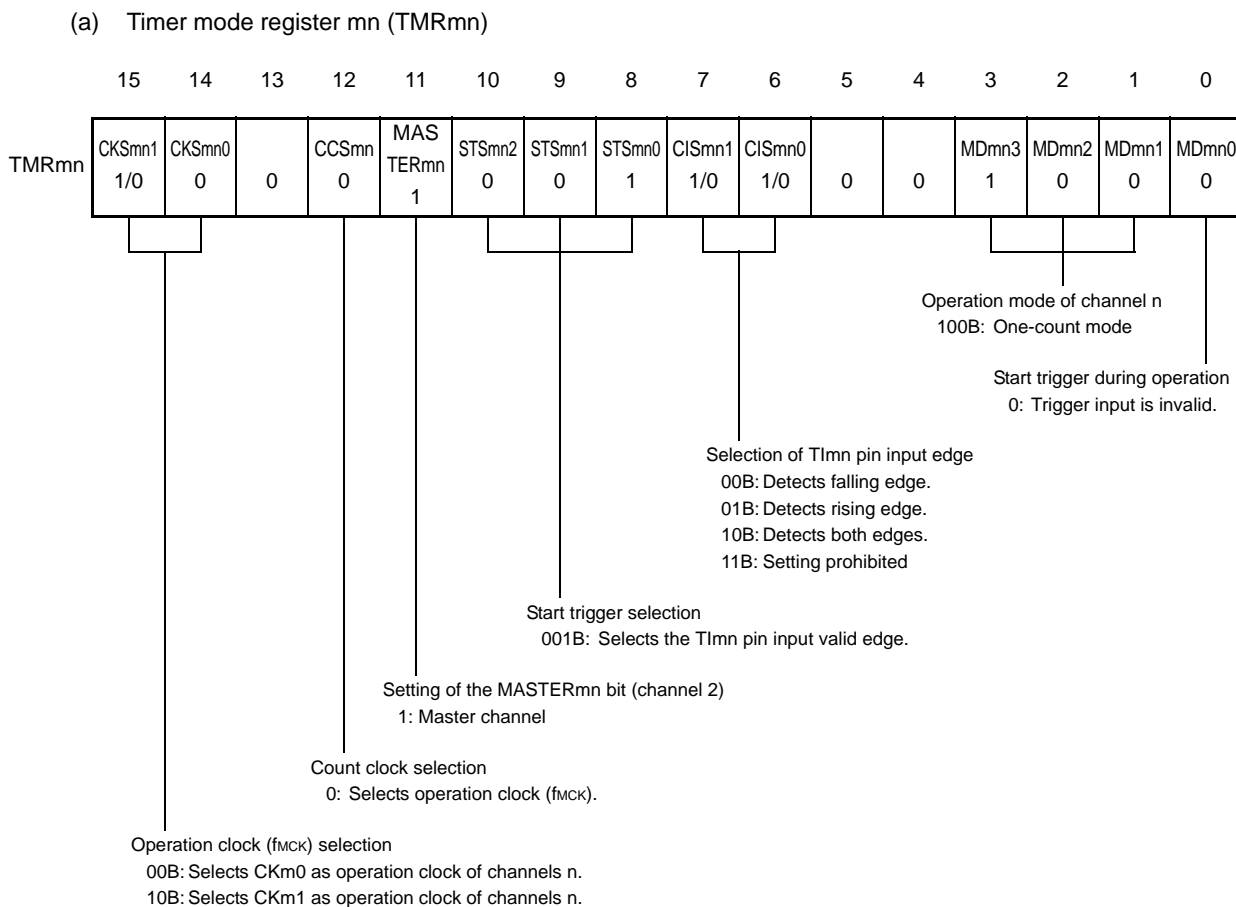 (a) Timer mode register mn (TMRmn)
15 14 13 12 11 10 9 8 7 6 5 4 3 2 1 0
TMRmn
CKSmn1 CKSmn0 CCSmn MAS TERmn STSmn2 STSmn1 STSmn0 CISmn1 CISmn0 MDmn3 MDmn2 MDmn1 MDmn0
1/0 0 0 0 1 0 0 1 1/0 1/0 0 0 1 0 0 0
Operation mode of channel n
100B: One-count mode
Start trigger during operation
0: Trigger input is invalid.
Selection of TImn pin input edge
00B: Detects falling edge.
01B: Detects rising edge.
10B: Detects both edges.
11B: Setting prohibited
Start trigger selection
001B: Selects the TImn pin input valid edge.
Setting of the MASTERmn bit (channel 2)
1: Master channel
Count clock selection
0: Selects operation clock (fMCK).
Operation clock (fMCK) selection
00B: Selects CKm0 as operation clock of channels n.
10B: Selects CKm1 as operation clock of channels n.